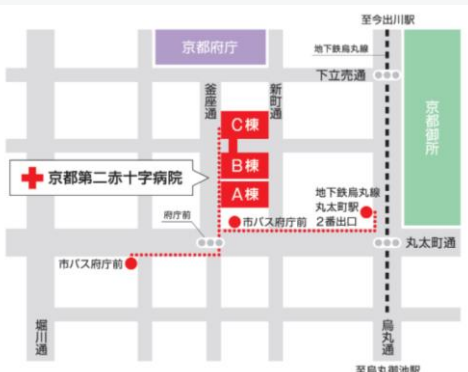 至今出川駅
京都府庁
地下鉄烏丸線
下立売通
釜座通
新町通
京都御所
C棟
B棟
A棟
京都第二赤十字病院
地下鉄烏丸線
丸太町駅
2番出口
府庁前
市バス府庁前
丸太町通
市バス府庁前
堀川通
烏丸通
至烏丸御池駅